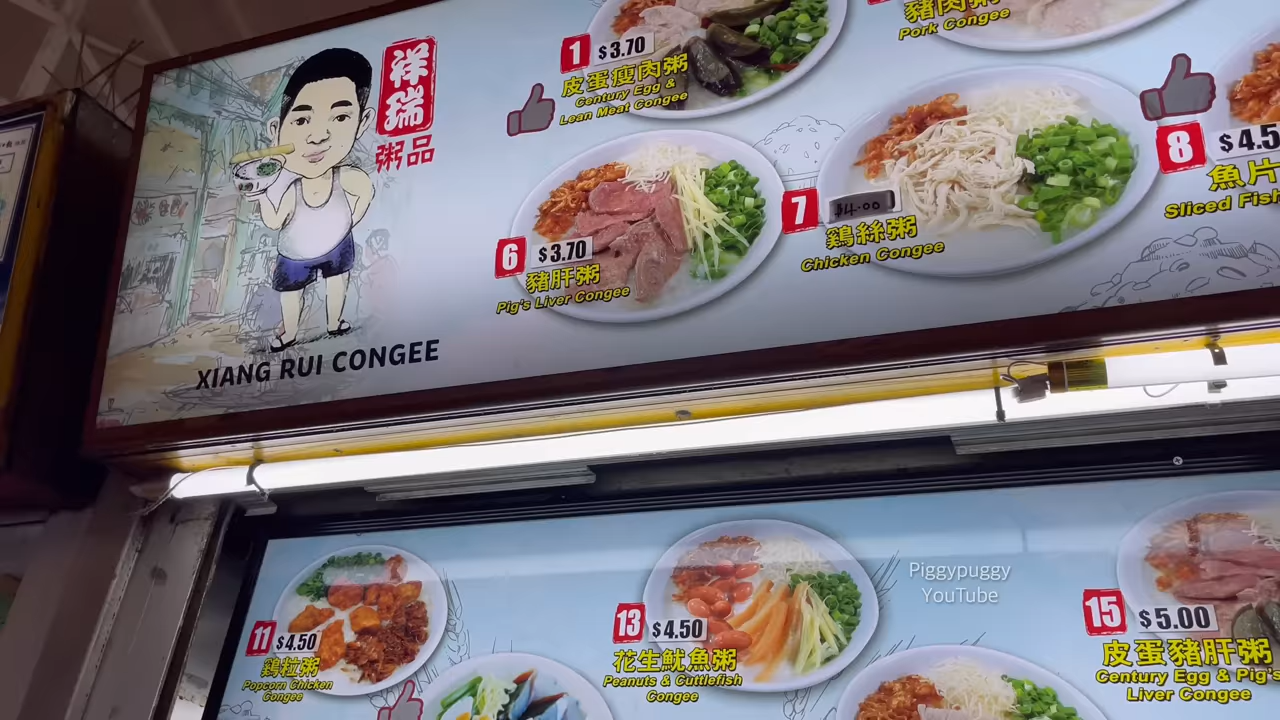 祥瑞
粥品
XIANG RUI CONGEE
1 $3.70
皮蛋瘦肉粥
Century Egg &
Lean Meat Congee
豬肉粥
Pork Congee
6 $3.70
豬肝粥
Pig's Liver Congee
7 $4.00
鷄絲粥
Chicken Congee
8 $4.5
魚片
Sliced Fish
11 $4.50
鷄粒粥
Popcorn Chicken
Congee
13 $4.50
花生魷魚粥
Peanuts & Cuttlefish
Congee
Piggypuggy
YouTube
15 $5.00
皮蛋豬肝粥
Century Egg & Pig's
Liver Congee